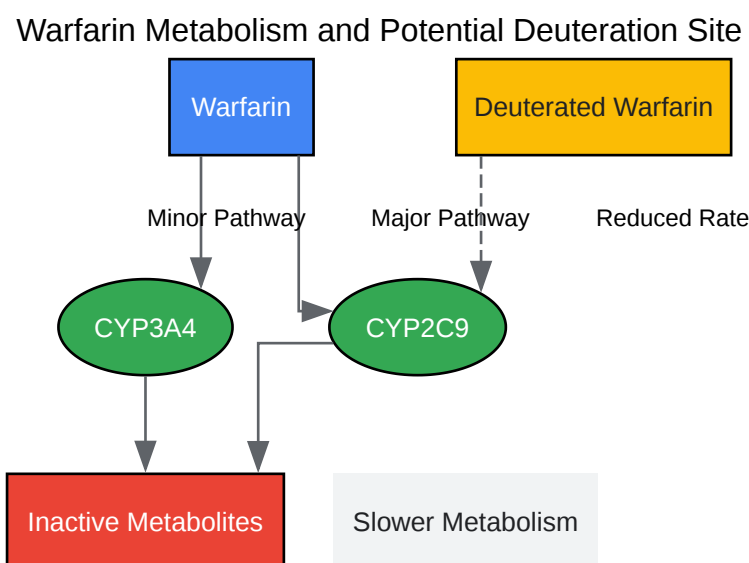 Warfarin Metabolism and Potential Deuteration Site
Warfarin
Deuterated Warfarin
Minor Pathway
Major Pathway
Reduced Rate
CYP3A4
CYP2C9
Inactive Metabolites
Slower Metabolism